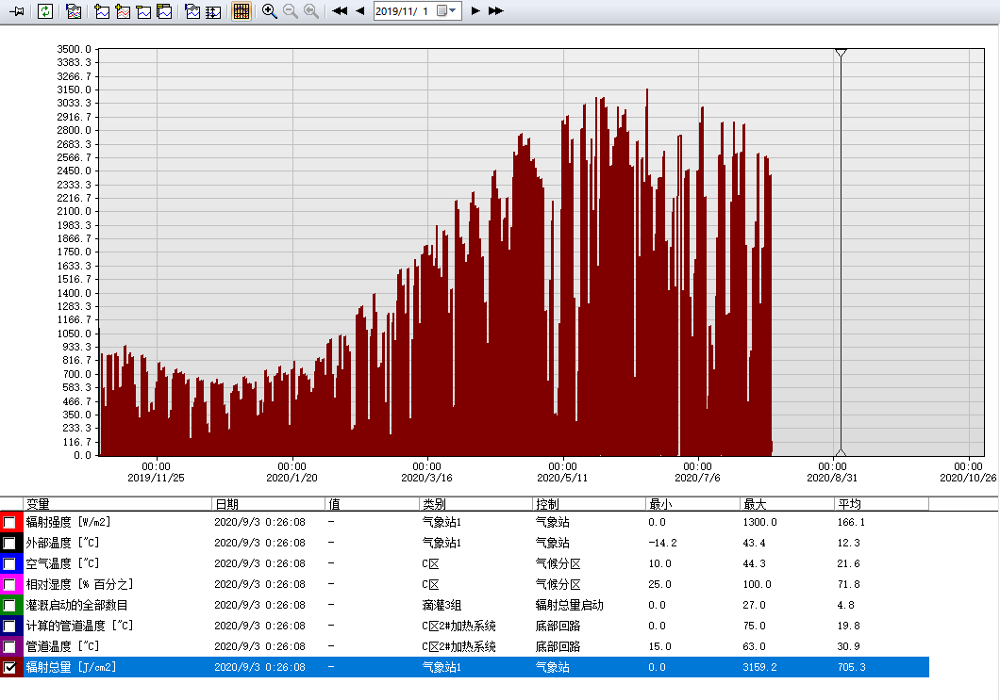 2019/11/ 1
3500.0
3383.3
3266.7
3150.0
3033.3
2916.7
2800.0
2683.3
2566.7
2450.0
2333.3
2216.7
2100.0
1983.3
1866.7
1750.0
1633.3
1516.7
1400.0
1283.3
1166.7
1050.0
933.3
816.7
700.0
583.3
466.7
350.0
233.3
116.7
0.0
00:00 00:00 00:00 00:00 00:00 00:00 00:00
2019/11/25 2020/1/20 2020/3/16 2020/5/11 2020/7/6 2020/8/31 2020/10/26
变量 日期 值 类别 控制 最小 最大 平均
辐射强度 [W/m2] 2020/9/3 0:26:08 - 气象站1 气象站 0.0 1300.0 166.1
外部温度 [°C] 2020/9/3 0:26:08 - 气象站1 气象站 -14.2 43.4 12.3
空气温度 [°C] 2020/9/3 0:26:08 - C区 气候分区 10.0 44.3 21.6
相对湿度 [% 百分之] 2020/9/3 0:26:08 - C区 气候分区 25.0 100.0 71.8
灌溉启动的全部数目 2020/9/3 0:26:08 - 滴灌3组 辐射总量启动 0.0 27.0 4.8
计算的管道温度 [°C] 2020/9/3 0:26:08 - C区2#加热系统 底部回路 0.0 75.0 19.8
管道温度 [°C] 2020/9/3 0:26:08 - C区2#加热系统 底部回路 15.0 63.0 30.9
辐射总量 [J/cm2] 2020/9/3 0:26:08 - 气象站1 气象站 0.0 3159.2 705.3